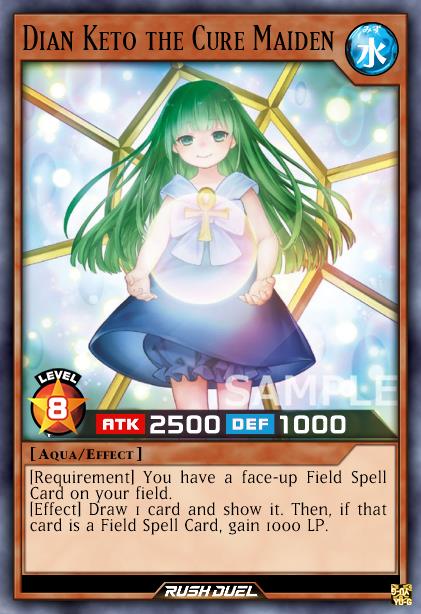 Dian Keto the Cure Maiden
みず
水
SAMPLE
LEVEL
8
ATK 2500 DEF 1000
[Aqua/Effect]
[Requirement] You have a face-up Field Spell
Card on your field.
[Effect] Draw 1 card and show it. Then, if that
card is a Field Spell Card, gain 1000 LP.
RUSH DUEL